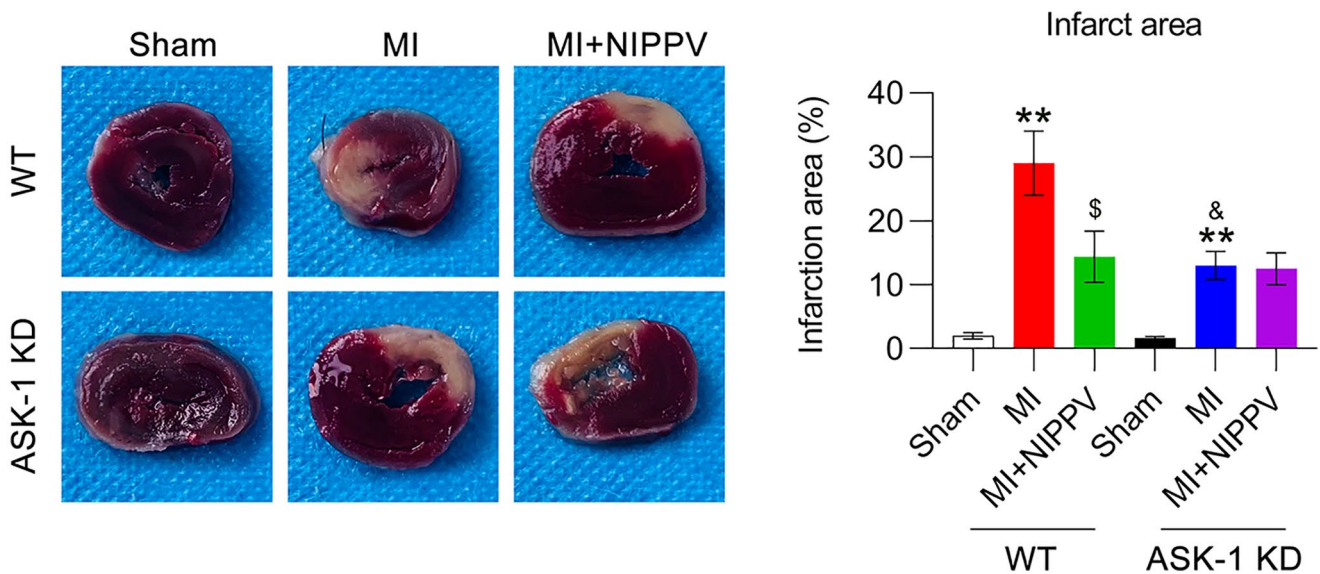 Sham MI MI+NIPPV
WT
ASK-1 KD
Infarct area
Infarction area (%)
40
30
20
10
0
**
$
&
**
Sham
MI
MI+NIPPV
Sham
MI
MI+NIPPV
WT
ASK-1 KD